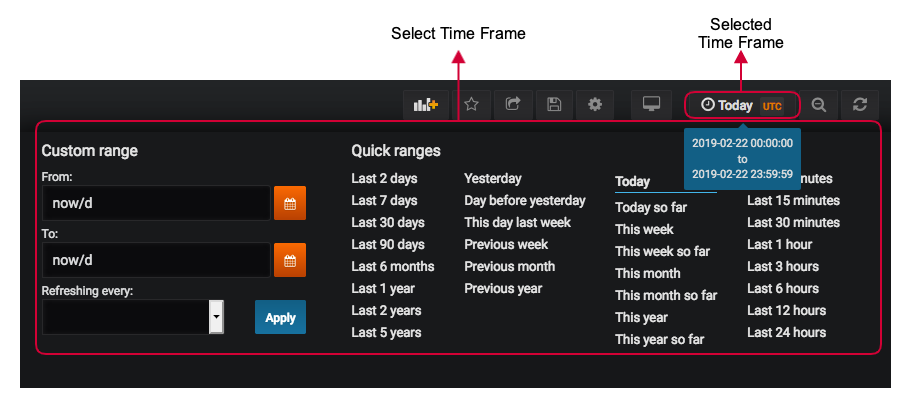 Select Time Frame
Selected
Time Frame
Today UTC
2019-02-22 00:00:00
to
2019-02-22 23:59:59
Custom range
From:
now/d
To:
now/d
Refreshing every:
Apply
Quick ranges
Last 2 days
Last 7 days
Last 30 days
Last 90 days
Last 6 months
Last 1 year
Last 2 years
Last 5 years
Yesterday
Day before yesterday
This day last week
Previous week
Previous month
Previous year
Today
Today so far
This week
This week so far
This month
This month so far
This year
This year so far
nutes
Last 15 minutes
Last 30 minutes
Last 1 hour
Last 3 hours
Last 6 hours
Last 12 hours
Last 24 hours